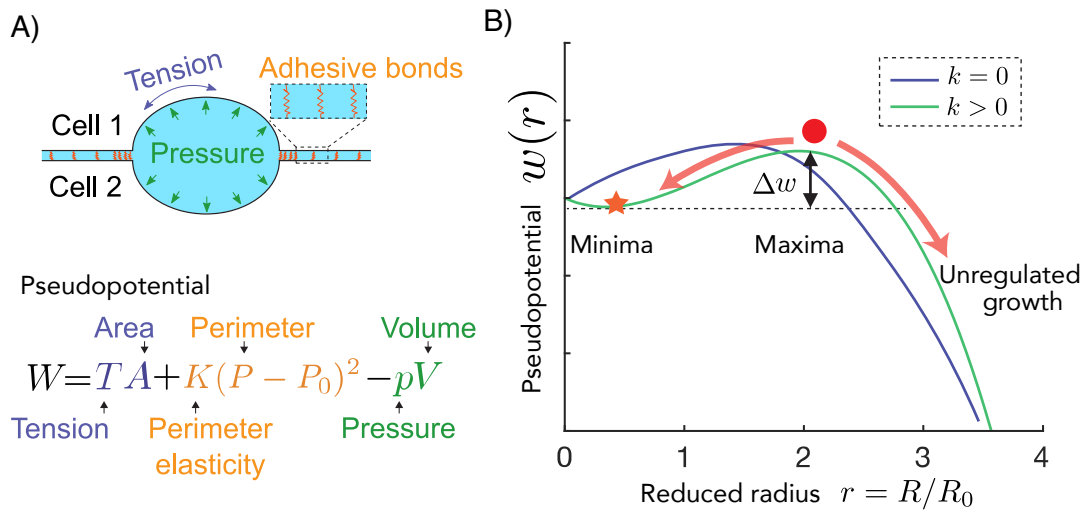 A)
Tension
Adhesive bonds
Cell 1
Pressure
Cell 2
Pseudopotential
Area
Perimeter
Volume
W=TA+K(P − P₀)²−pV
Tension
Perimeter
elasticity
Pressure
B)
k = 0
k > 0
Pseudopotential w(r)
Δw
Minima
Maxima
Unregulated
growth
0 1 2 3 4
Reduced radius r = R/R₀